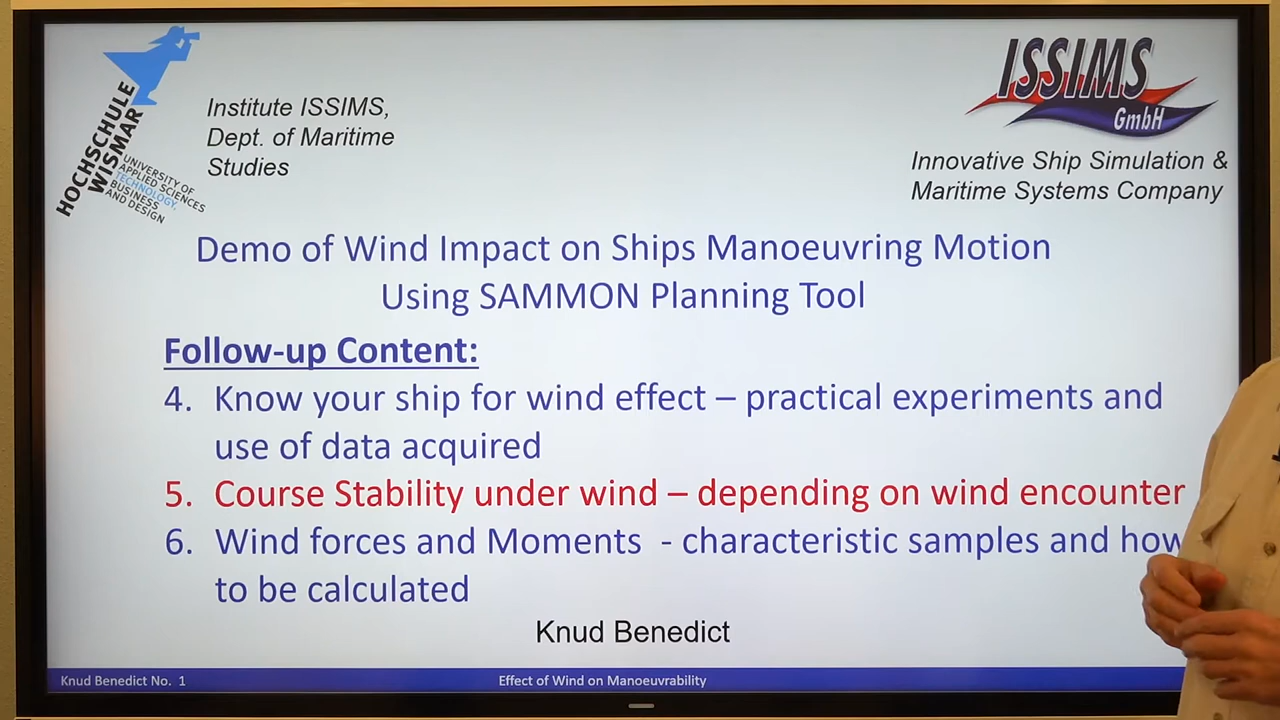 HOCHSCHULE
WISMAR
UNIVERSITY OF
APPLIED SCIENCES
TECHNOLOGY,
BUSINESS
AND DESIGN
Institute ISSIMS,
Dept. of Maritime
Studies
ISSIMS
GmbH
Innovative Ship Simulation &
Maritime Systems Company
Demo of Wind Impact on Ships Manoeuvring Motion
Using SAMMON Planning Tool
Follow-up Content:
4. Know your ship for wind effect – practical experiments and
use of data acquired
5. Course Stability under wind – depending on wind encounter
6. Wind forces and Moments - characteristic samples and how
to be calculated
Knud Benedict
Knud Benedict No. 1
Effect of Wind on Manoeuvrability